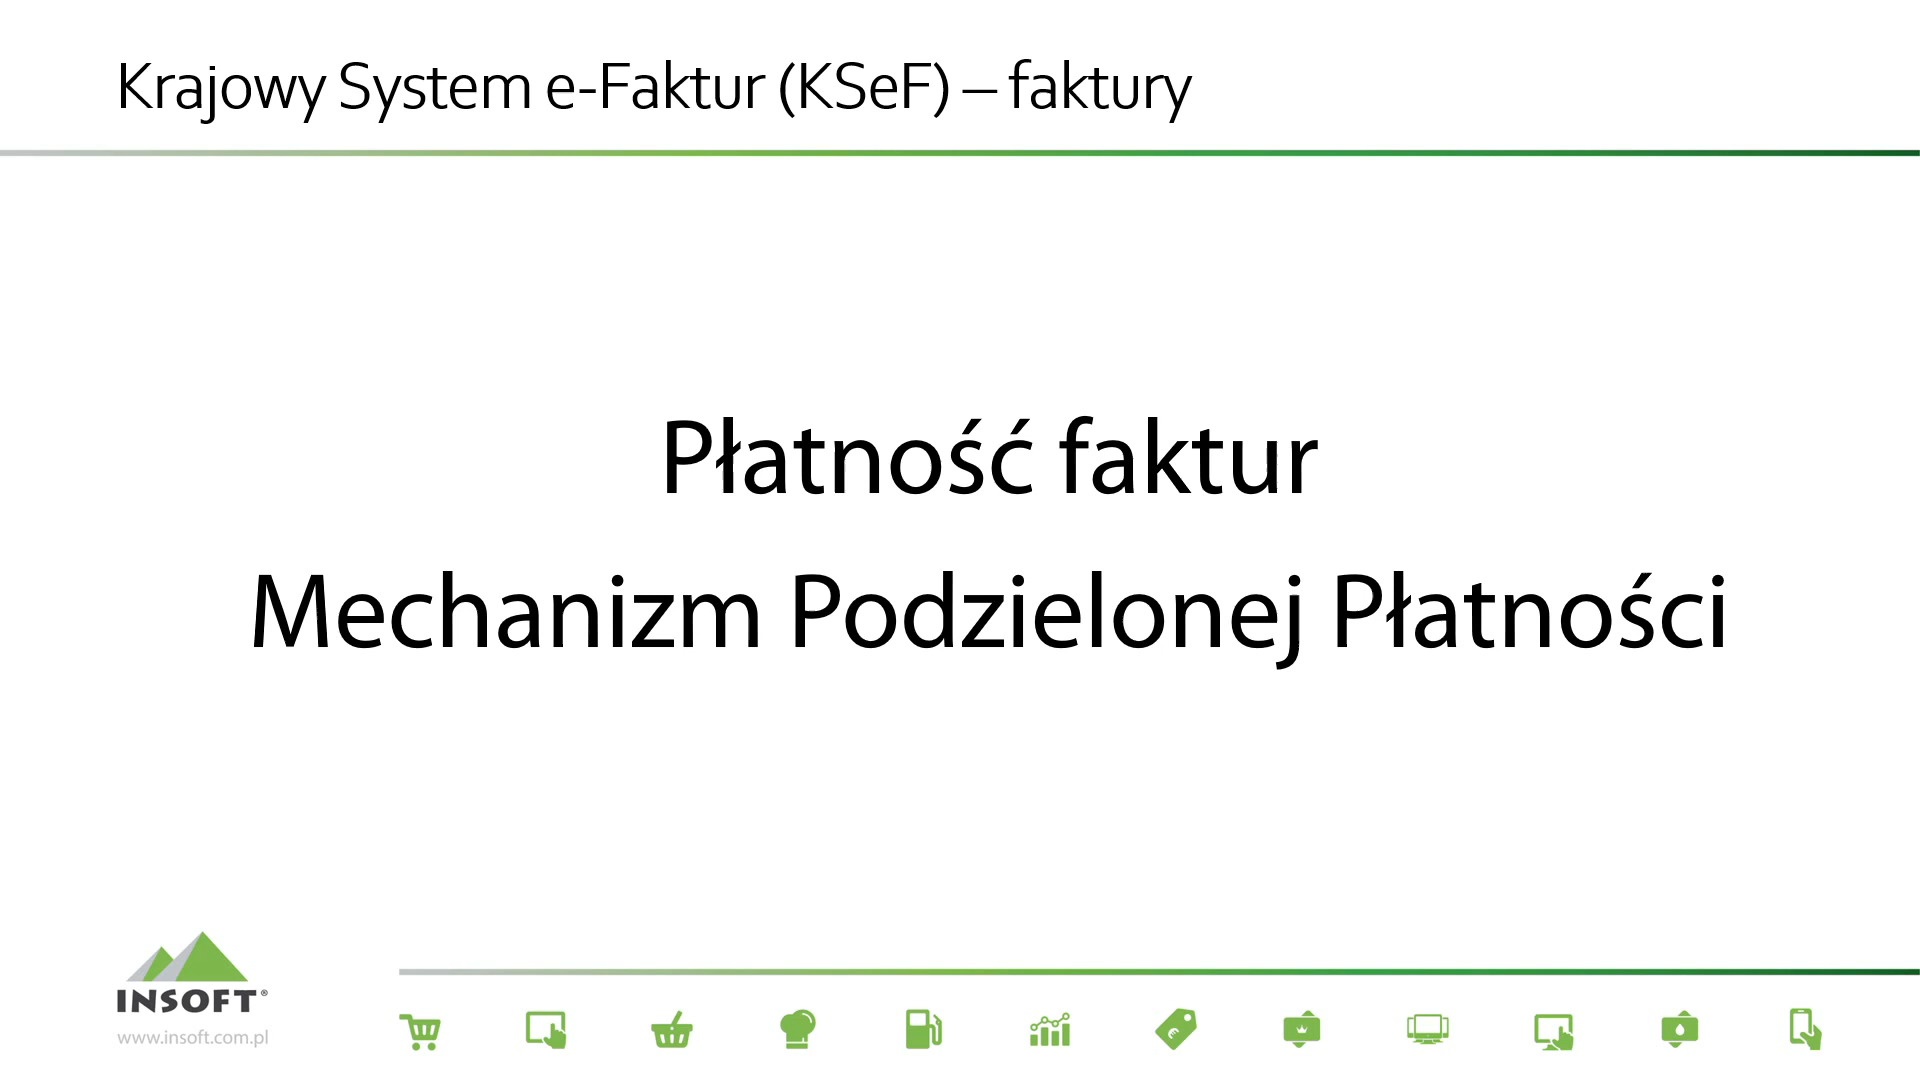 Krajowy System e-Faktur (KSeF) – faktury
Płatność faktur
Mechanizm Podzielonej Płatności
INSOFT®
www.insoft.com.pl